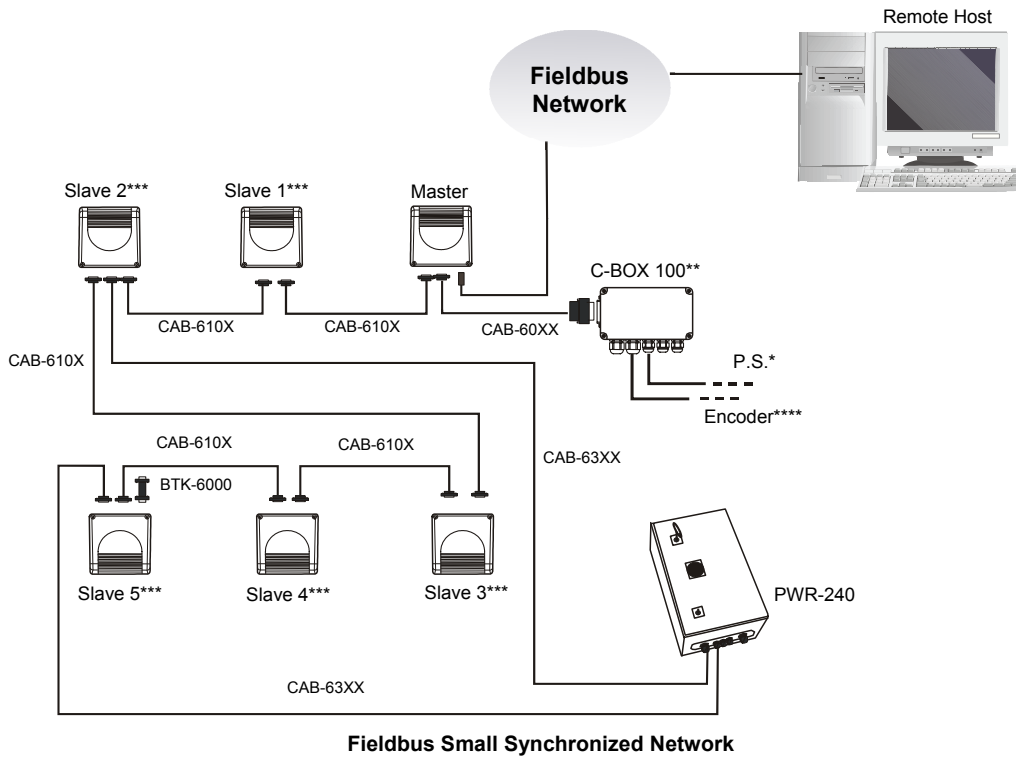 Remote Host
Fieldbus
Network
Slave 2***
Slave 1***
Master
C-BOX 100**
CAB-610X
CAB-610X
CAB-60XX
CAB-610X
P.S.*
Encoder****
CAB-610X
CAB-610X
CAB-63XX
BTK-6000
Slave 5***
Slave 4***
Slave 3***
PWR-240
CAB-63XX
Fieldbus Small Synchronized Network